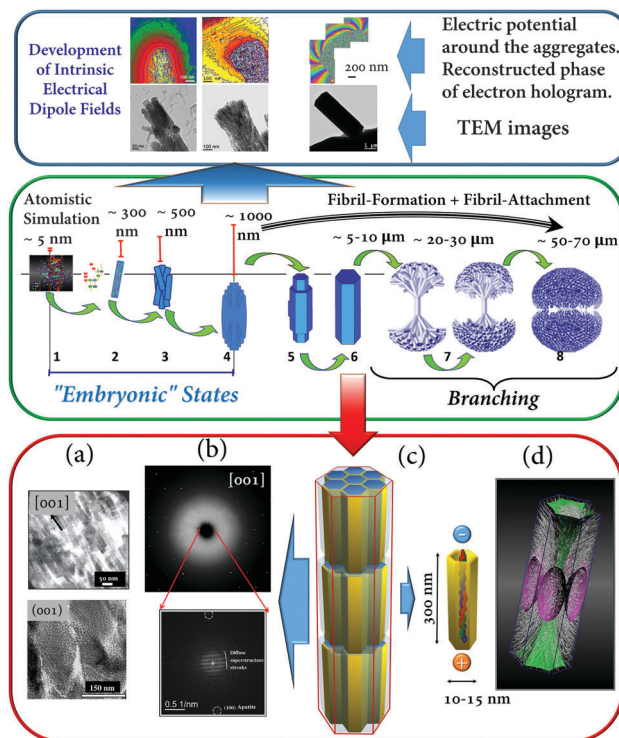 Development
of Intrinsic
Electrical
Dipole Fields
100 nm
100 nm
200 nm
Electric potential
around the aggregates.
Reconstructed phase
of electron hologram.
100 nm
1 µm
TEM images
Atomistic
Simulation
~ 5 nm
~ 300
nm
~ 500
nm
~ 1000
nm
Fibril-Formation + Fibril-Attachment
~ 5-10 µm
~ 20-30 µm
~ 50-70 µm
1
2
3
4
5
6
7
8
"Embryonic" States
Branching
(a)
(b)
(c)
(d)
[001]
50 nm
[001]
(001)
150 nm
Diffuse
superstructure
streaks
0.5 1/nm
(100) Apatite
−
300 nm
+
10-15 nm